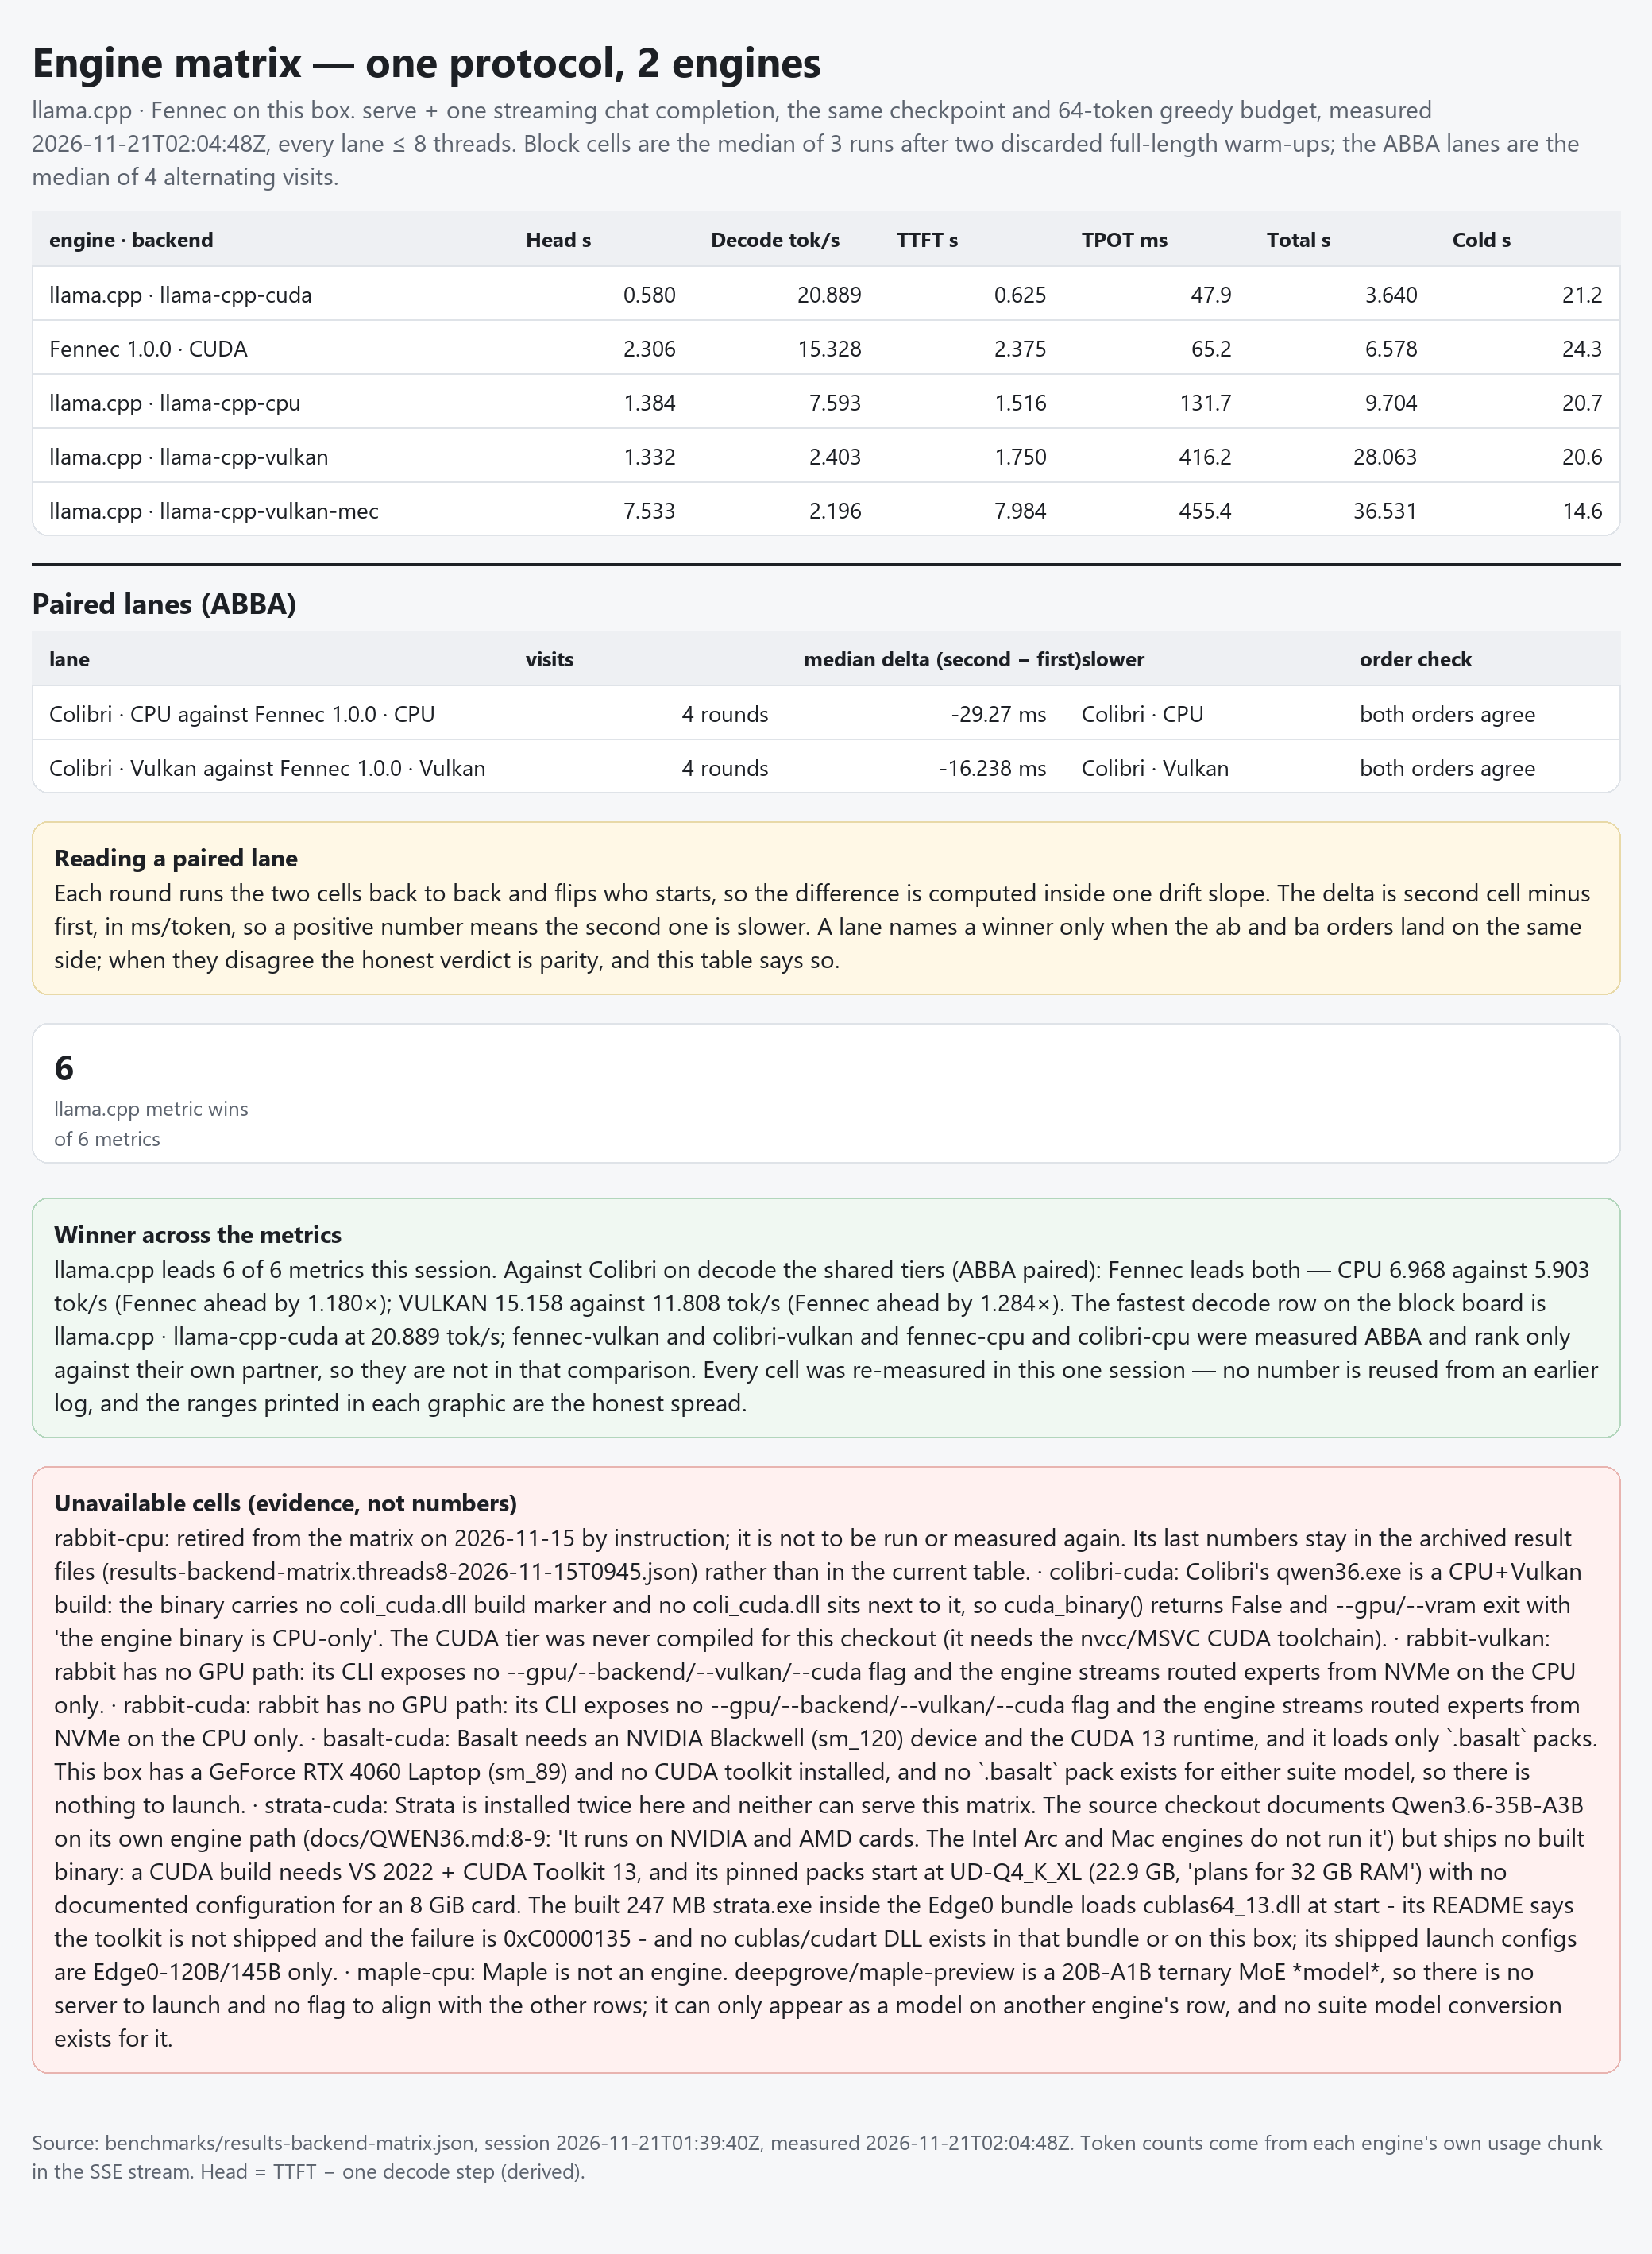 Engine matrix — one protocol, 2 engines
llama.cpp · Fennec on this box. serve + one streaming chat completion, the same checkpoint and 64-token greedy budget, measured
2026-11-21T02:04:48Z, every lane ≤ 8 threads. Block cells are the median of 3 runs after two discarded full-length warm-ups; the ABBA lanes are the
median of 4 alternating visits.
engine · backend Head s Decode tok/s TTFT s TPOT ms Total s Cold s
llama.cpp · llama-cpp-cuda 0.580 20.889 0.625 47.9 3.640 21.2
Fennec 1.0.0 · CUDA 2.306 15.328 2.375 65.2 6.578 24.3
llama.cpp · llama-cpp-cpu 1.384 7.593 1.516 131.7 9.704 20.7
llama.cpp · llama-cpp-vulkan 1.332 2.403 1.750 416.2 28.063 20.6
llama.cpp · llama-cpp-vulkan-mec 7.533 2.196 7.984 455.4 36.531 14.6
Paired lanes (ABBA)
lane visits median delta (second − first)slower order check
Colibri · CPU against Fennec 1.0.0 · CPU 4 rounds -29.27 ms Colibri · CPU both orders agree
Colibri · Vulkan against Fennec 1.0.0 · Vulkan 4 rounds -16.238 ms Colibri · Vulkan both orders agree
Reading a paired lane
Each round runs the two cells back to back and flips who starts, so the difference is computed inside one drift slope. The delta is second cell minus
first, in ms/token, so a positive number means the second one is slower. A lane names a winner only when the ab and ba orders land on the same
side; when they disagree the honest verdict is parity, and this table says so.
6
llama.cpp metric wins
of 6 metrics
Winner across the metrics
llama.cpp leads 6 of 6 metrics this session. Against Colibri on decode the shared tiers (ABBA paired): Fennec leads both — CPU 6.968 against 5.903
tok/s (Fennec ahead by 1.180×); VULKAN 15.158 against 11.808 tok/s (Fennec ahead by 1.284×). The fastest decode row on the block board is
llama.cpp · llama-cpp-cuda at 20.889 tok/s; fennec-vulkan and colibri-vulkan and fennec-cpu and colibri-cpu were measured ABBA and rank only
against their own partner, so they are not in that comparison. Every cell was re-measured in this one session — no number is reused from an earlier
log, and the ranges printed in each graphic are the honest spread.
Unavailable cells (evidence, not numbers)
rabbit-cpu: retired from the matrix on 2026-11-15 by instruction; it is not to be run or measured again. Its last numbers stay in the archived result
files (results-backend-matrix.threads8-2026-11-15T0945.json) rather than in the current table. · colibri-cuda: Colibri's qwen36.exe is a CPU+Vulkan
build: the binary carries no coli_cuda.dll build marker and no coli_cuda.dll sits next to it, so cuda_binary() returns False and --gpu/--vram exit with
'the engine binary is CPU-only'. The CUDA tier was never compiled for this checkout (it needs the nvcc/MSVC CUDA toolchain). · rabbit-vulkan:
rabbit has no GPU path: its CLI exposes no --gpu/--backend/--vulkan/--cuda flag and the engine streams routed experts from NVMe on the CPU
only. · rabbit-cuda: rabbit has no GPU path: its CLI exposes no --gpu/--backend/--vulkan/--cuda flag and the engine streams routed experts from
NVMe on the CPU only. · basalt-cuda: Basalt needs an NVIDIA Blackwell (sm_120) device and the CUDA 13 runtime, and it loads only `.basalt` packs.
This box has a GeForce RTX 4060 Laptop (sm_89) and no CUDA toolkit installed, and no `.basalt` pack exists for either suite model, so there is
nothing to launch. · strata-cuda: Strata is installed twice here and neither can serve this matrix. The source checkout documents Qwen3.6-35B-A3B
on its own engine path (docs/QWEN36.md:8-9: 'It runs on NVIDIA and AMD cards. The Intel Arc and Mac engines do not run it') but ships no built
binary: a CUDA build needs VS 2022 + CUDA Toolkit 13, and its pinned packs start at UD-Q4_K_XL (22.9 GB, 'plans for 32 GB RAM') with no
documented configuration for an 8 GiB card. The built 247 MB strata.exe inside the Edge0 bundle loads cublas64_13.dll at start - its README says
the toolkit is not shipped and the failure is 0xC0000135 - and no cublas/cudart DLL exists in that bundle or on this box; its shipped launch configs
are Edge0-120B/145B only. · maple-cpu: Maple is not an engine. deepgrove/maple-preview is a 20B-A1B ternary MoE *model*, so there is no
server to launch and no flag to align with the other rows; it can only appear as a model on another engine's row, and no suite model conversion
exists for it.
Source: benchmarks/results-backend-matrix.json, session 2026-11-21T01:39:40Z, measured 2026-11-21T02:04:48Z. Token counts come from each engine's own usage chunk
in the SSE stream. Head = TTFT − one decode step (derived).